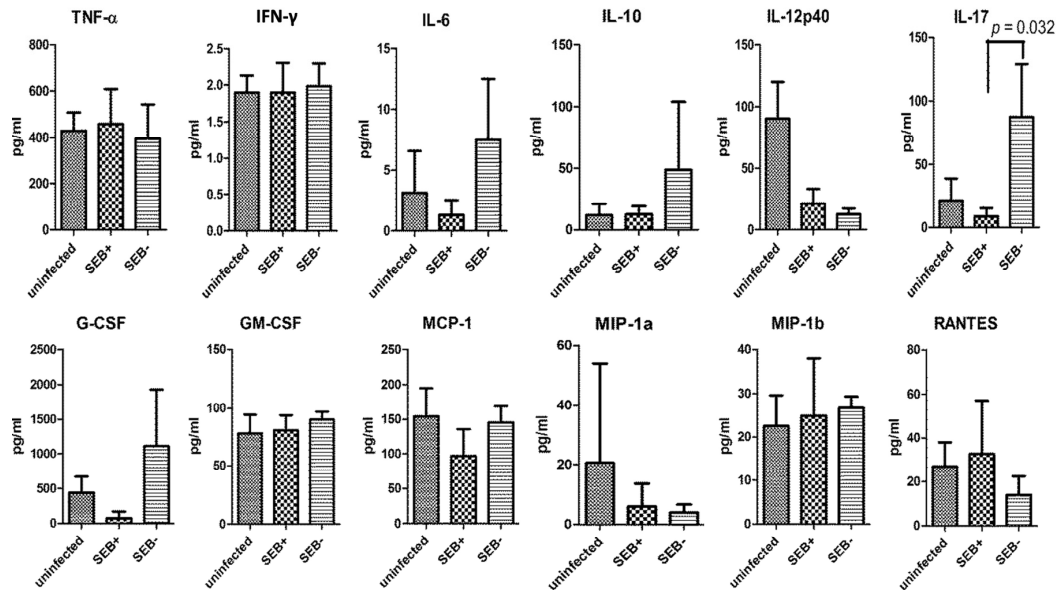 TNF-α IFN-γ IL-6 IL-10 IL-12p40 IL-17
p = 0.032
pg/ml
800
600
400
200
0
uninfected SEB+ SEB-
pg/ml
2.5
2.0
1.5
1.0
0.5
0.0
uninfected SEB+ SEB-
pg/ml
15
10
5
0
uninfected SEB+ SEB-
pg/ml
150
100
50
0
uninfected SEB+ SEB-
pg/ml
150
100
50
0
uninfected SEB+ SEB-
pg/ml
150
100
50
0
uninfected SEB+ SEB-
G-CSF GM-CSF MCP-1 MIP-1a MIP-1b RANTES
pg/ml
2500
2000
1500
1000
500
0
uninfected SEB+ SEB-
pg/ml
150
100
50
0
uninfected SEB+ SEB-
pg/ml
250
200
150
100
50
0
uninfected SEB+ SEB-
pg/ml
60
40
20
0
uninfected SEB+ SEB-
pg/ml
40
30
20
10
0
uninfected SEB+ SEB-
pg/ml
80
60
40
20
0
uninfected SEB+ SEB-